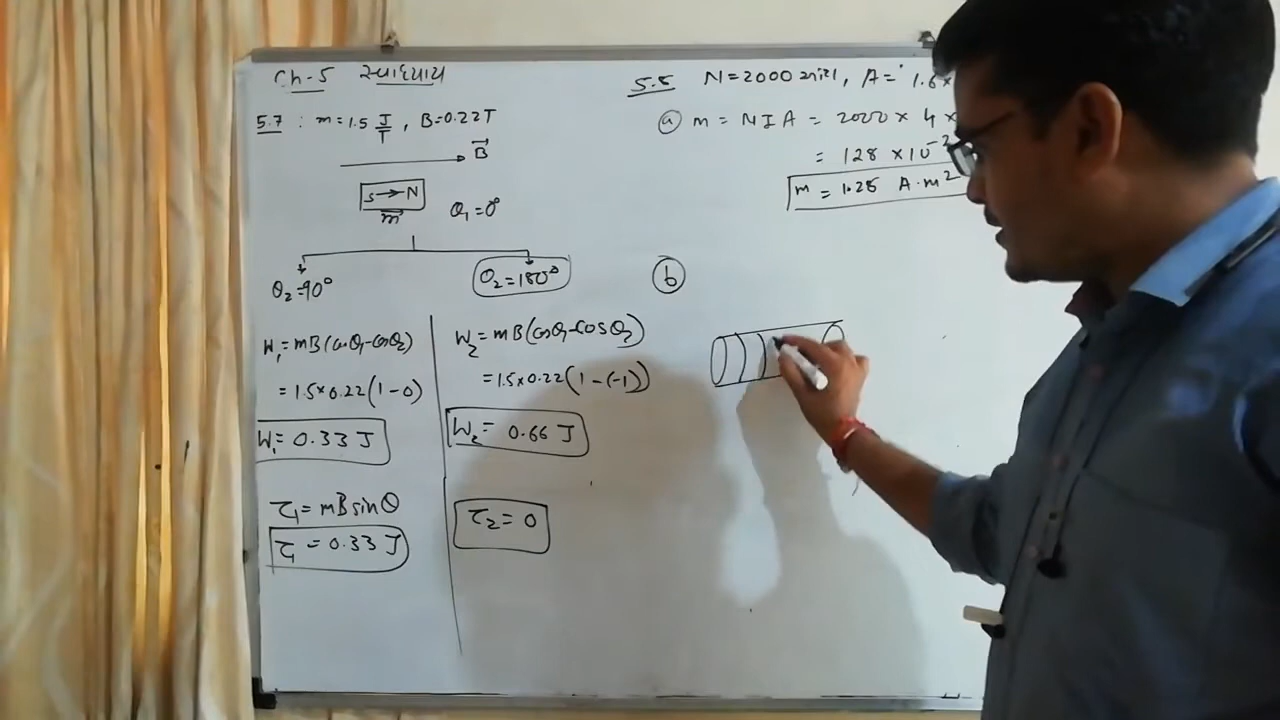 Ch-5 સ્વાધ્યાય
5.7 : m=1.5 J/T , B=0.22T
B⃗
S→N
m⃗
θ₁=0°
θ₂=90°
θ₂=180°
W₁=mB(cosθ₁-cosθ₂)
=1.5×0.22(1-0)
W₁=0.33 J
τ₁=mBsinθ
τ₁=0.33 J
W₂=mB(cosθ₁-cosθ₂)
=1.5×0.22(1-(-1))
W₂= 0.66 J
τ₂=0
5.5 N=2000 , A= 1.6×
ⓐ m = NIA = 2000 × 4 ×
= 128 ×10⁻²
m = 1.28 A·m²
ⓑ